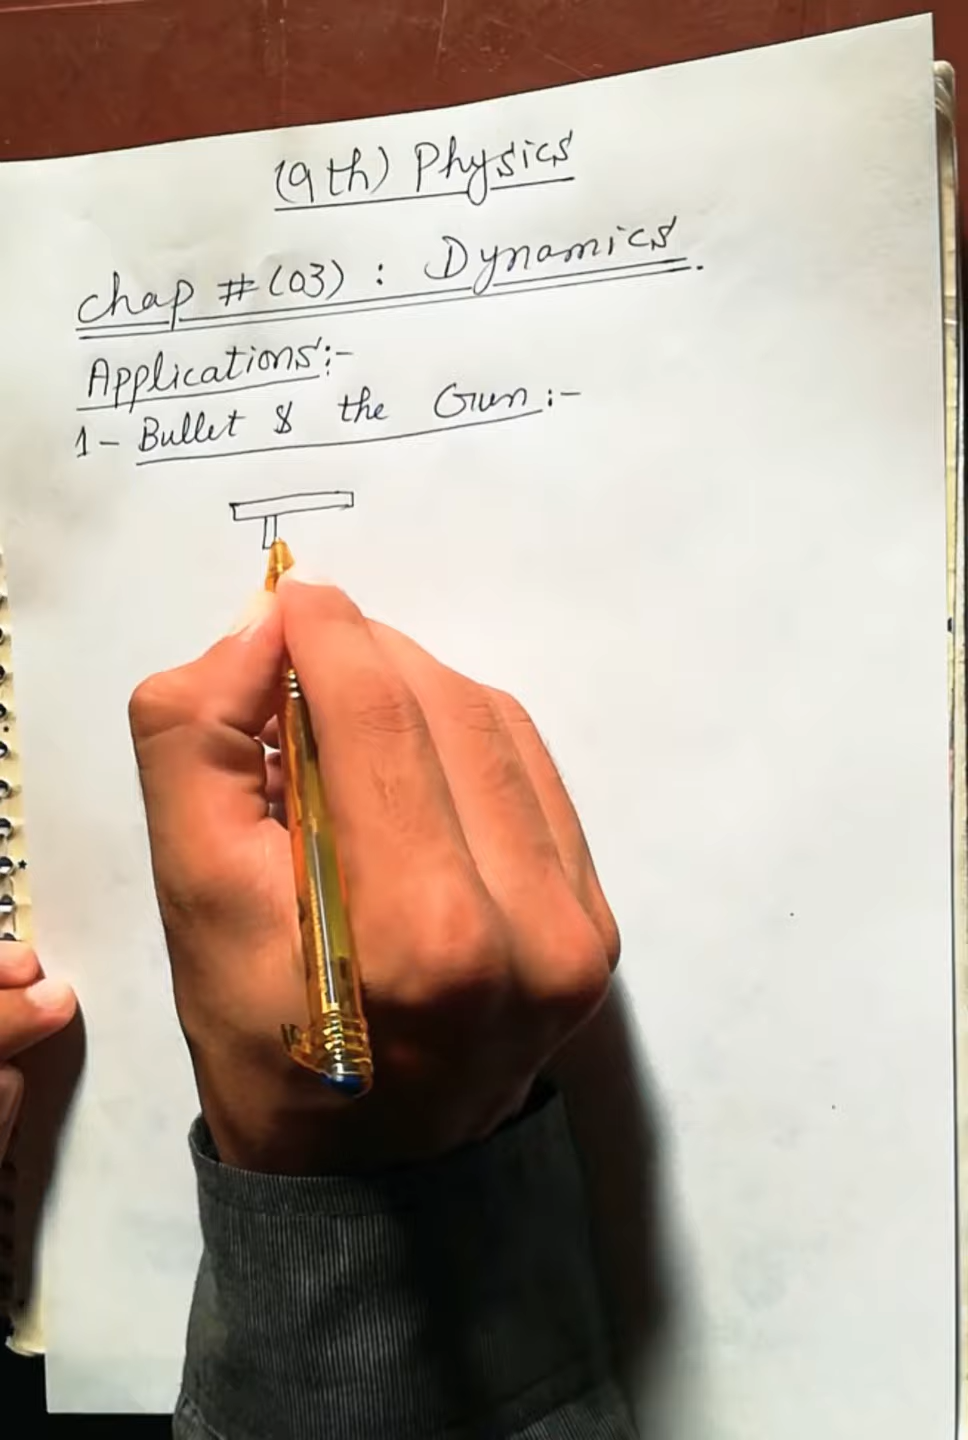 (9th) Physics
Chap # (03) : Dynamics.
Applications:-
1- Bullet & the Gun:-